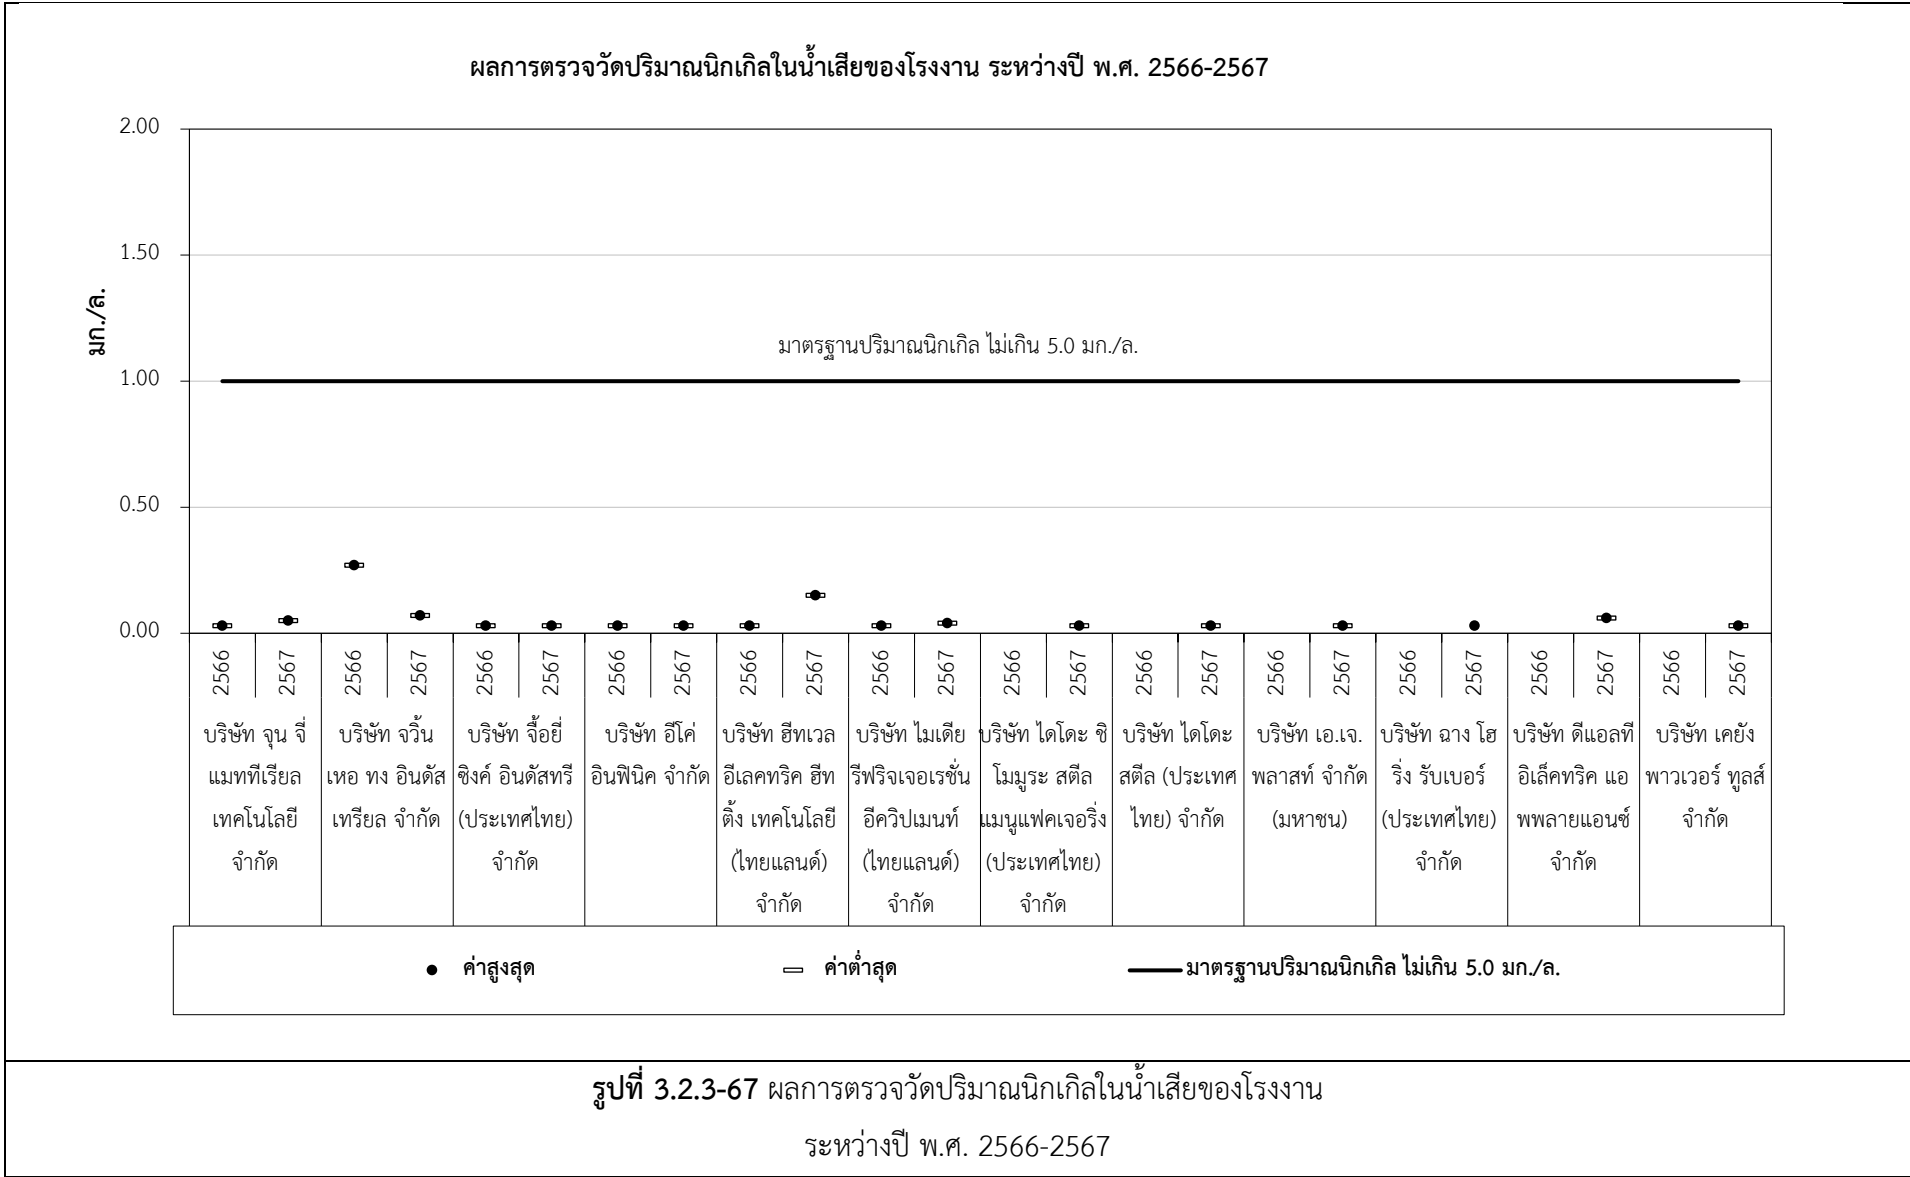 ผลการตรวจวัดปริมาณนิกเกิลในน้ำเสียของโรงงาน ระหว่างปี พ.ศ. 2566-2567
2.00
1.50
1.00
0.50
0.00
มก./ล.
มาตรฐานปริมาณนิกเกิล ไม่เกิน 5.0 มก./ล.
2566 2567 2566 2567 2566 2567 2566 2567 2566 2567 2566 2567 2566 2567 2566 2567 2566 2567 2566 2567 2566 2567 2566 2567
บริษัท จุน จี่
แมททีเรียล
เทคโนโลยี
จำกัด
บริษัท จวิ้น
เหอ ทง อินดัส
เทรียล จำกัด
บริษัท จื้อยี่
ซิงค์ อินดัสทรี
(ประเทศไทย)
จำกัด
บริษัท อีโค่
อินฟินิค จำกัด
บริษัท ฮีทเวล
อีเลคทริค ฮีท
ติ้ง เทคโนโลยี
(ไทยแลนด์)
จำกัด
บริษัท ไมเดีย
รีฟริจเจอเรชั่น
อีควิปเมนท์
(ไทยแลนด์)
จำกัด
บริษัท ไดโดะ ชิ
โมมูระ สตีล
แมนูแฟคเจอริ่ง
(ประเทศไทย)
จำกัด
บริษัท ไดโดะ
สตีล (ประเทศ
ไทย) จำกัด
บริษัท เอ.เจ.
พลาสท์ จำกัด
(มหาชน)
บริษัท ฉาง โฮ
ริ่ง รับเบอร์
(ประเทศไทย)
จำกัด
บริษัท ดีแอลที
อิเล็คทริค แอ
พพลายแอนซ์
จำกัด
บริษัท เคยัง
พาวเวอร์ ทูลส์
จำกัด
ค่าสูงสุด
ค่าต่ำสุด
มาตรฐานปริมาณนิกเกิล ไม่เกิน 5.0 มก./ล.
รูปที่ 3.2.3-67 ผลการตรวจวัดปริมาณนิกเกิลในน้ำเสียของโรงงาน
ระหว่างปี พ.ศ. 2566-2567